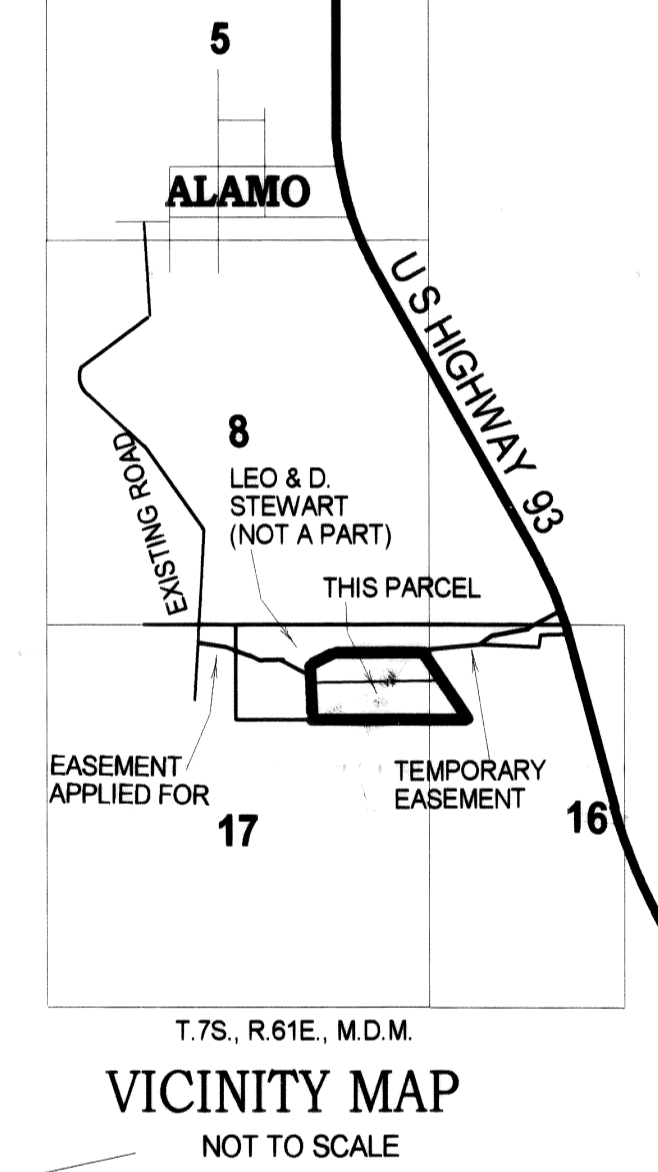 5
ALAMO
U S HIGHWAY 93
8
LEO & D.
STEWART
(NOT A PART)
EXISTING ROAD
THIS PARCEL
EASEMENT
APPLIED FOR
TEMPORARY
EASEMENT
17
16
T.7S., R.61E., M.D.M.
VICINITY MAP
NOT TO SCALE